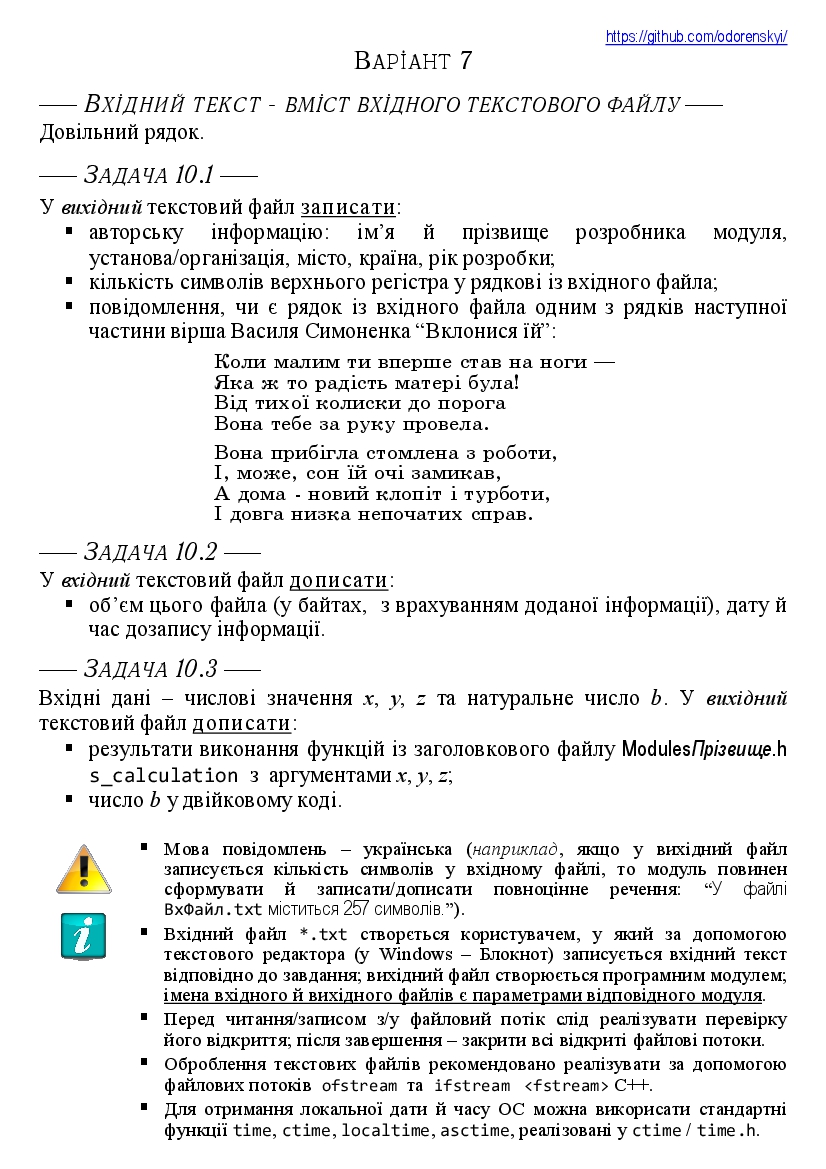 https://github.com/odorenskyi/
ВАРІАНТ 7
—— ВХІДНИЙ ТЕКСТ - ВМІСТ ВХІДНОГО ТЕКСТОВОГО ФАЙЛУ ——
Довільний рядок.
—— ЗАДАЧА 10.1 ——
У вихідний текстовий файл записати:
▪ авторську інформацію: ім’я й прізвище розробника модуля,
установа/організація, місто, країна, рік розробки;
▪ кількість символів верхнього регістра у рядкові із вхідного файла;
▪ повідомлення, чи є рядок із вхідного файла одним з рядків наступної
частини вірша Василя Симоненка “Вклонися їй”:
Коли малим ти вперше став на ноги —
Яка ж то радість матері була!
Від тихої колиски до порога
Вона тебе за руку провела.
Вона прибігла стомлена з роботи,
І, може, сон їй очі замикав,
А дома - новий клопіт і турботи,
І довга низка непочатих справ.
—— ЗАДАЧА 10.2 ——
У вхідний текстовий файл дописати:
▪ об’єм цього файла (у байтах, з врахуванням доданої інформації), дату й
час дозапису інформації.
—— ЗАДАЧА 10.3 ——
Вхідні дані – числові значення x, y, z та натуральне число b. У вихідний
текстовий файл дописати:
▪ результати виконання функцій із заголовкового файлу ModulesПрізвище.h
s_calculation з аргументами x, y, z;
▪ число b у двійковому коді.
▪ Мова повідомлень – українська (наприклад, якщо у вихідний файл
записується кількість символів у вхідному файлі, то модуль повинен
сформувати й записати/дописати повноцінне речення: “У файлі
ВхФайл.txt міститься 257 символів.”).
▪ Вхідний файл *.txt створється користувачем, у який за допомогою
текстового редактора (у Windows – Блокнот) записується вхідний текст
відповідно до завдання; вихідний файл створюється програмним модулем;
імена вхідного й вихідного файлів є параметрами відповідного модуля.
▪ Перед читання/записом з/у файловий потік слід реалізувати перевірку
його відкриття; після завершення – закрити всі відкриті файлові потоки.
▪ Оброблення текстових файлів рекомендовано реалізувати за допомогою
файлових потоків ofstream та ifstream <fstream> С++.
▪ Для отримання локальної дати й часу ОС можна викорисати стандартні
функції time, ctime, localtime, asctime, реалізовані у ctime / time.h.